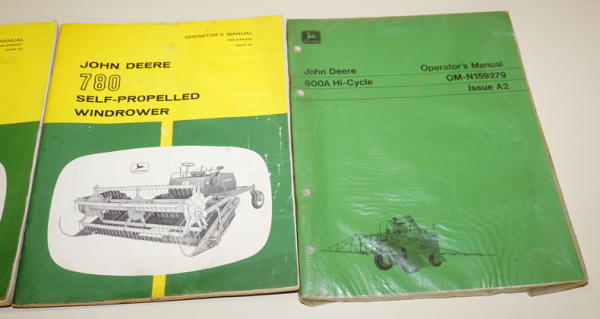 MANUAL
OPERATOR'S MANUAL
JOHN DEERE
780
SELF-PROPELLED
WINDROWER
John Deere
600A Hi-Cycle
Operator's Manual
OM-N159279
Issue A2